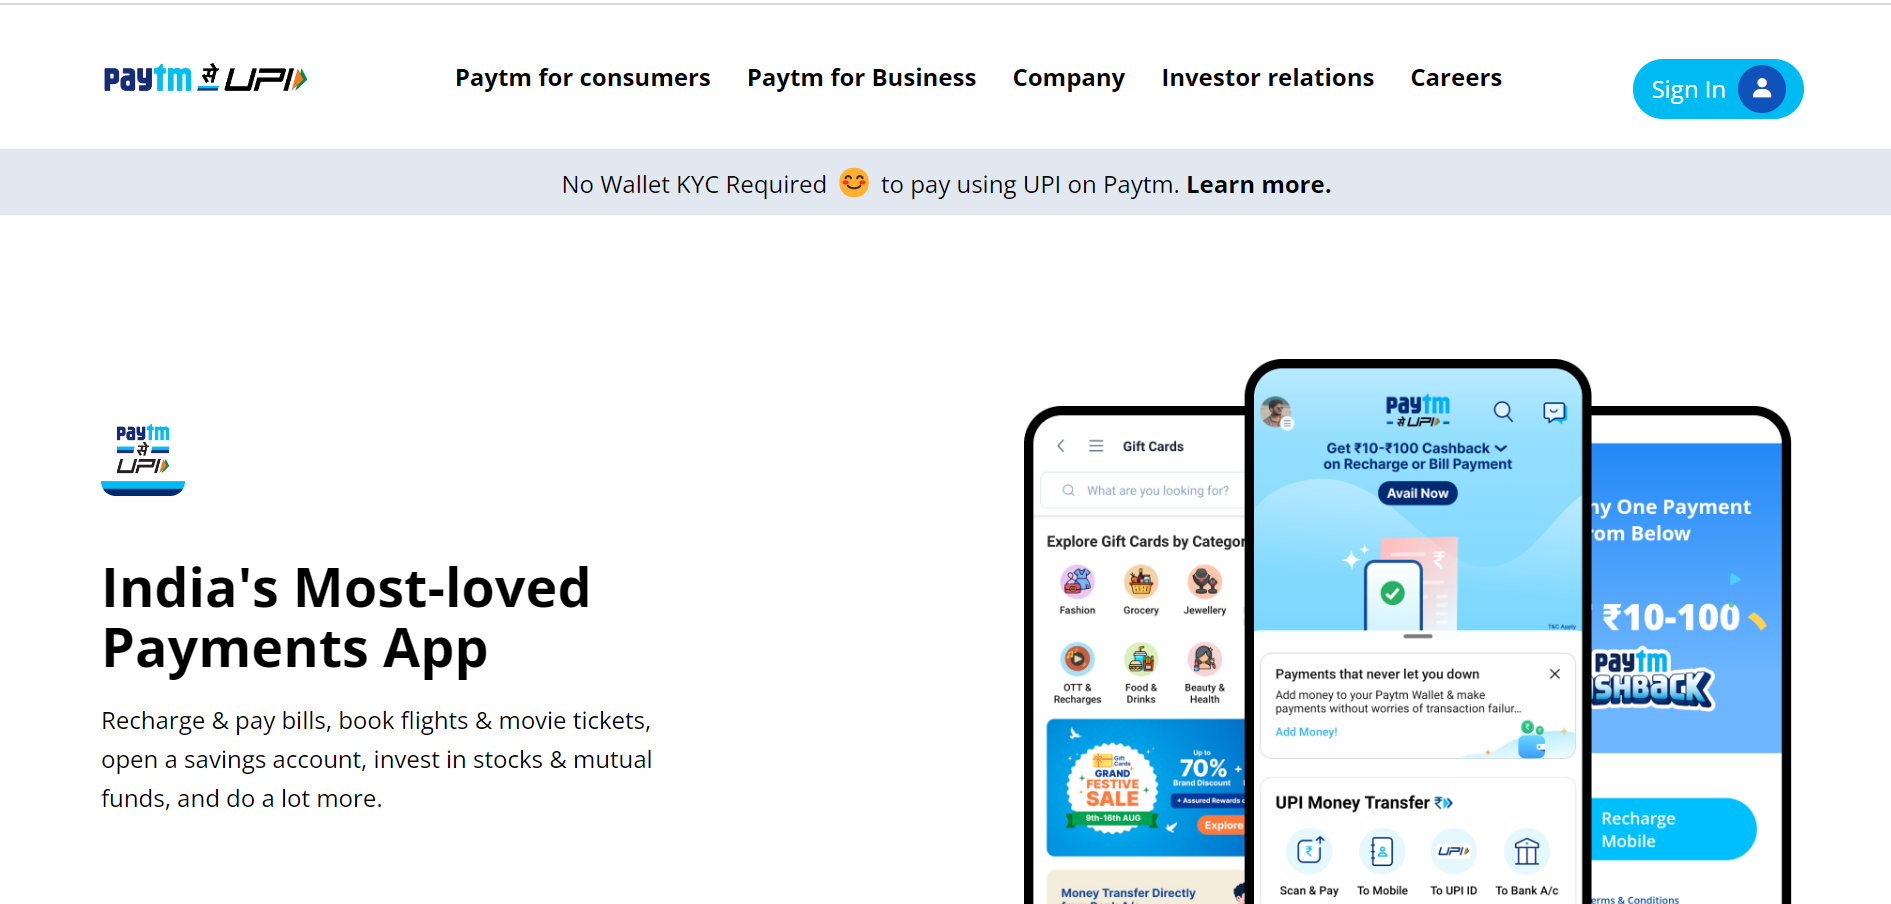 paytm से UPI
Paytm for consumers
Paytm for Business
Company
Investor relations
Careers
Sign In
No Wallet KYC Required 😊 to pay using UPI on Paytm. Learn more.
paytm
से
UPI
India's Most-loved
Payments App
Recharge & pay bills, book flights & movie tickets,
open a savings account, invest in stocks & mutual
funds, and do a lot more.
Gift Cards
What are you looking for?
Explore Gift Cards by Categor
Fashion
Grocery
Jewellery
OTT &
Recharges
Food &
Drinks
Beauty &
Health
Gift
Cards
GRAND
FESTIVE
SALE
9th-16th AUG
Up to
70% +
Brand Discount
+ Assured Rewards
Explore
Money Transfer Directly
paytm
से UPI
Get ₹10-₹100 Cashback
on Recharge or Bill Payment
Avail Now
₹
T&C Apply
Payments that never let you down
Add money to your Paytm Wallet & make
payments without worries of transaction failur...
Add Money!
UPI Money Transfer
Scan & Pay
To Mobile
UPI
To UPI ID
To Bank A/c
ny One Payment
rom Below
₹10-100
paytm
SHBACK
Recharge
Mobile
erms & Conditions